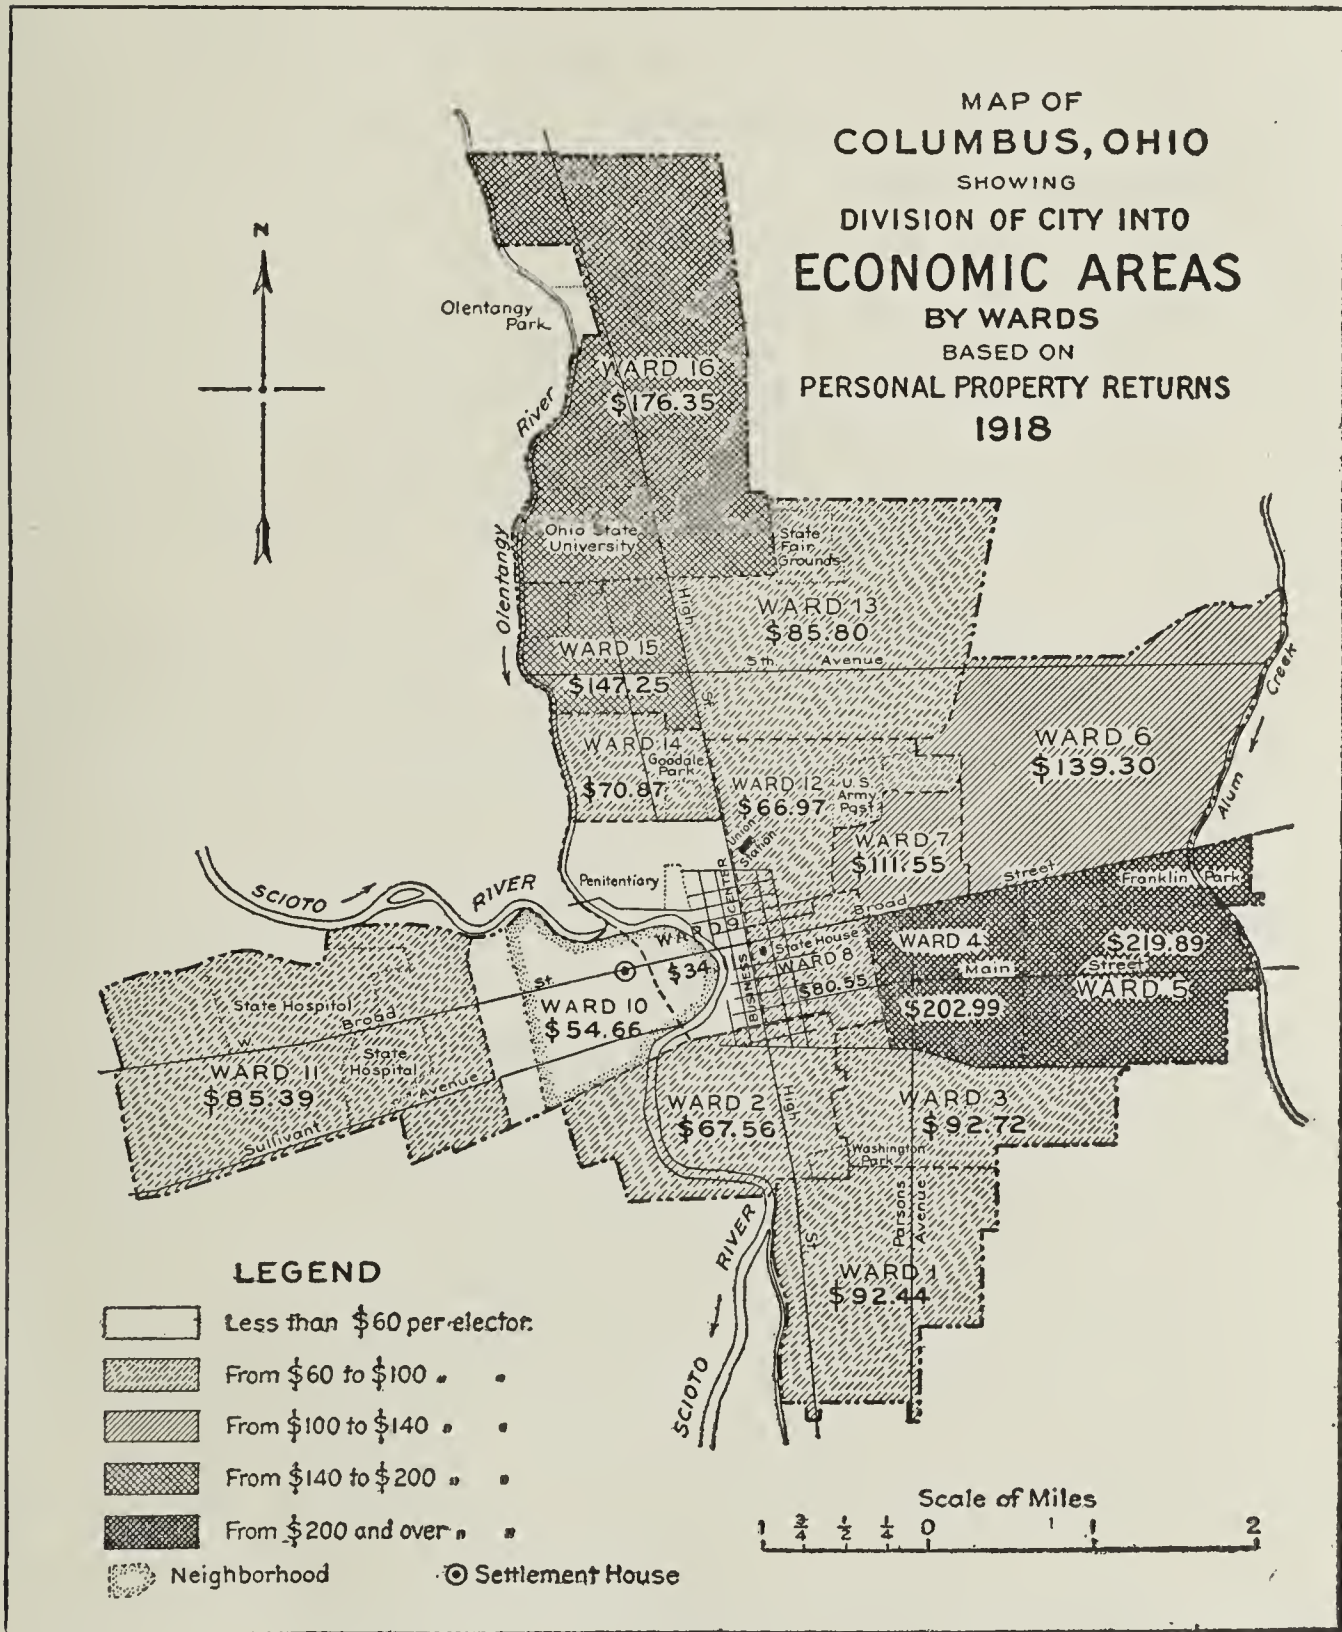 MAP OF
COLUMBUS, OHIO
SHOWING
DIVISION OF CITY INTO
ECONOMIC AREAS
BY WARDS
BASED ON
PERSONAL PROPERTY RETURNS
1918
N
Olentangy
Park
WARD 16
$176.35
River
Olentangy
Ohio State
University
State
Fair
Grounds
High
WARD 13
$85.80
WARD 15
$147.25
5th. Avenue
St.
Creek
Alum
WARD 14
$70.87
Goodale
Park
WARD 12
$66.97
U.S.
Army
Post
WARD 6
$139.30
Union
Station
WARD 7
$111.55
Penitentiary
SCIOTO RIVER
BUSINESS CENTER
Broad Street
Franklin Park
WARD 9
$34
State House
WARD 8
$80.55
WARD 4
$202.99
Main Street
$219.89
WARD 5
WARD 10
$54.66
State Hospital
W. Broad St.
State
Hospital
WARD 11
$85.39
Sullivant Avenue
WARD 2
$67.56
High
St.
WARD 3
$92.72
Washington
Park
Parsons
Avenue
WARD 1
$92.44
SCIOTO RIVER
LEGEND
Less than $60 per elector.
From $60 to $100 " "
From $100 to $140 " "
From $140 to $200 " "
From $200 and over " "
Neighborhood
Settlement House
Scale of Miles
1 3/4 1/2 1/4 0 1 2